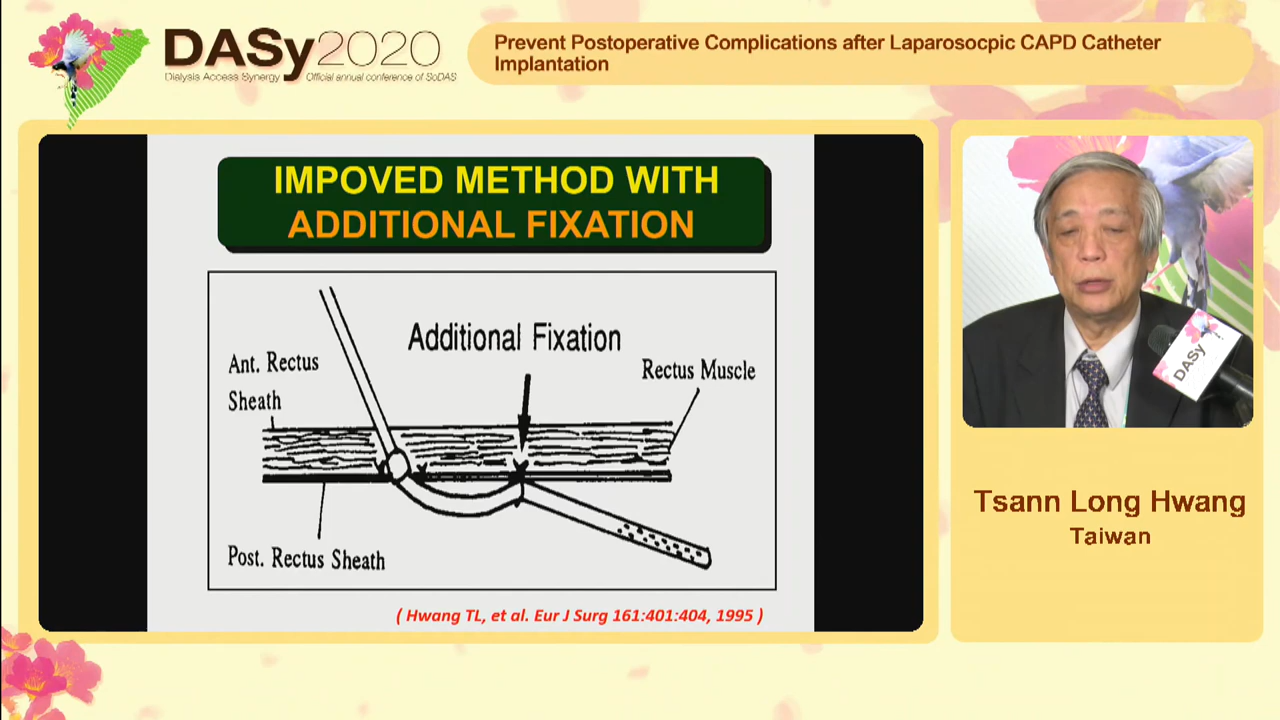 DASy2020
Dialysis Access Synergy Official annual conference of SoDAS
Prevent Postoperative Complications after Laparosocpic CAPD Catheter
Implantation
IMPOVED METHOD WITH
ADDITIONAL FIXATION
Additional Fixation
Ant. Rectus
Sheath
Rectus Muscle
Post. Rectus Sheath
( Hwang TL, et al. Eur J Surg 161:401:404, 1995 )
DASy
Tsann Long Hwang
Taiwan